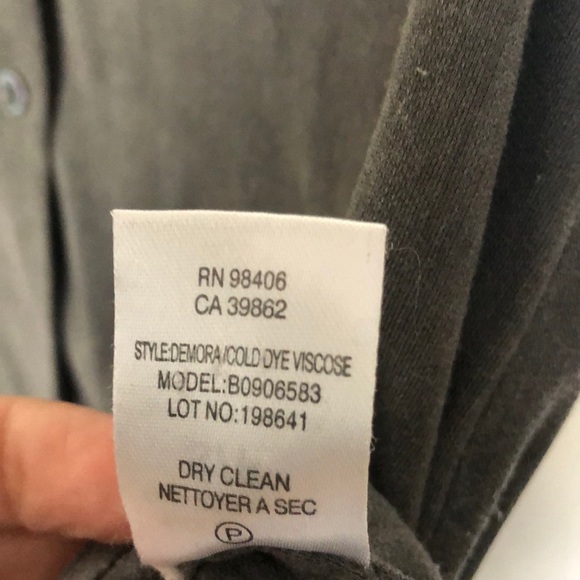 RN 98406
CA 39862
STYLE:DEMORA/COLD DYE VISCOSE
MODEL:B0906583
LOT NO:198641
DRY CLEAN
NETTOYER A SEC
P